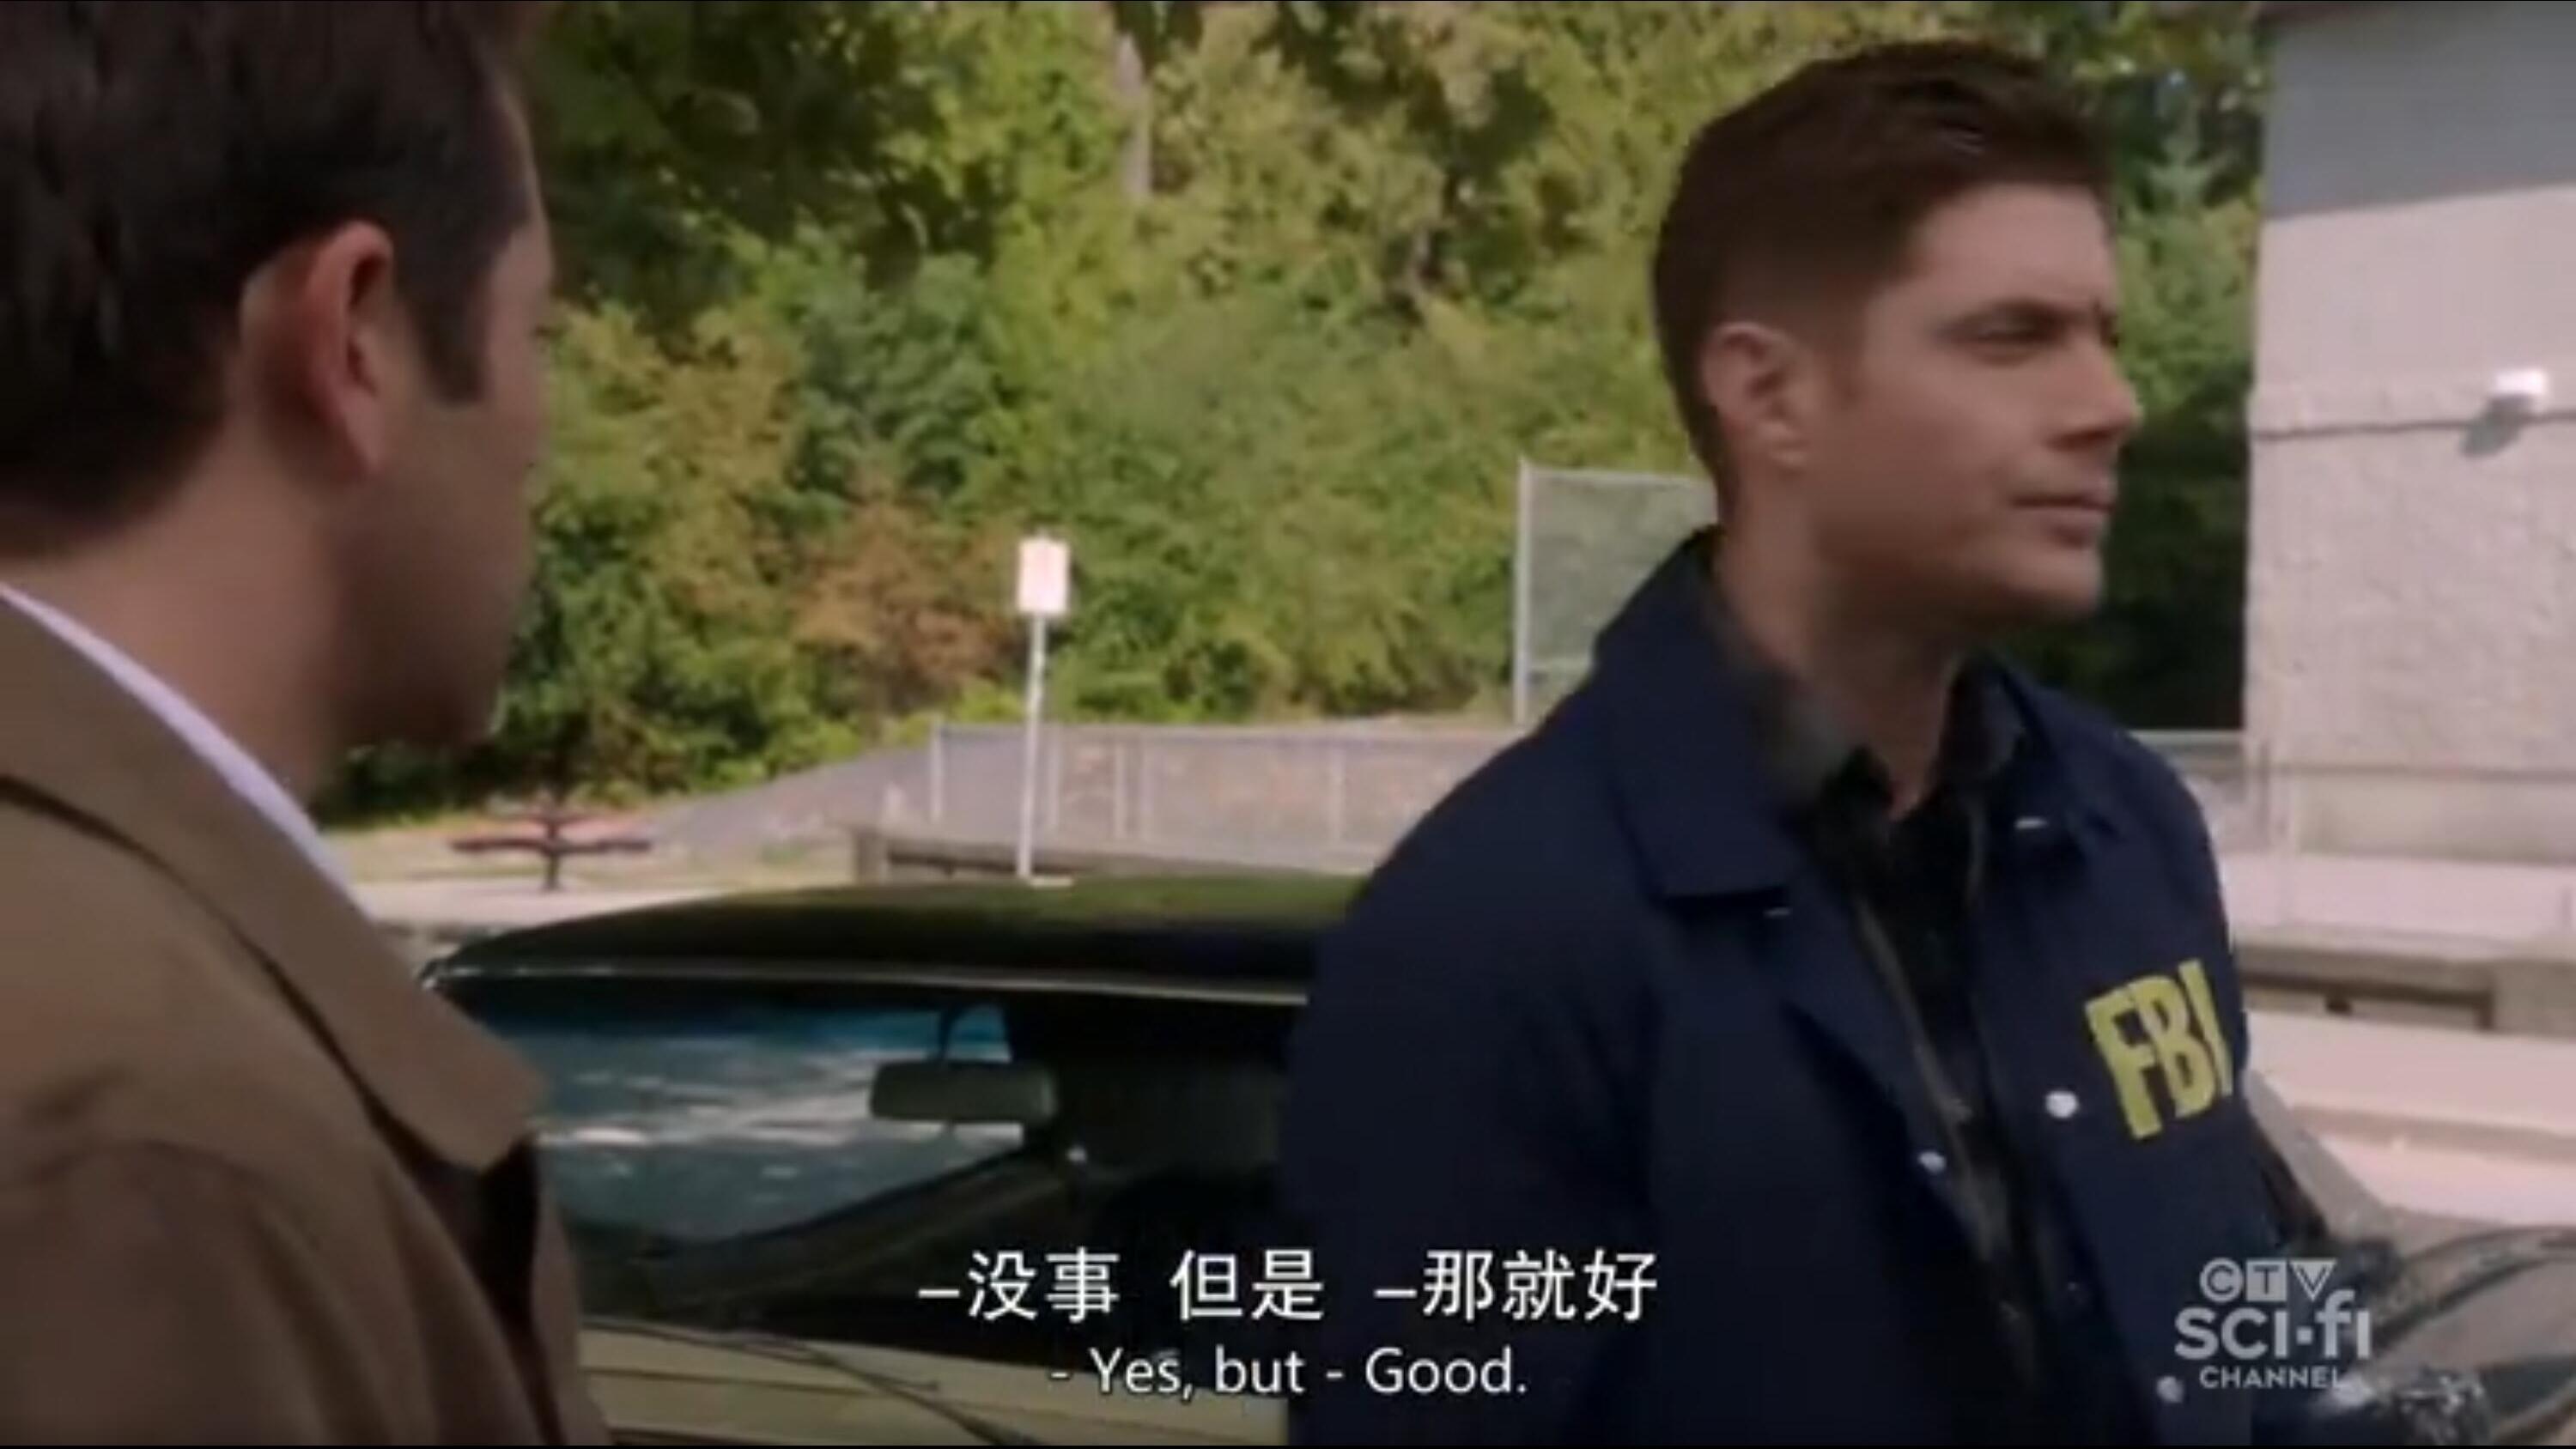 FBI
–没事 但是 –那就好
- Yes, but - Good.
CTV
SCI-FI
CHANNEL